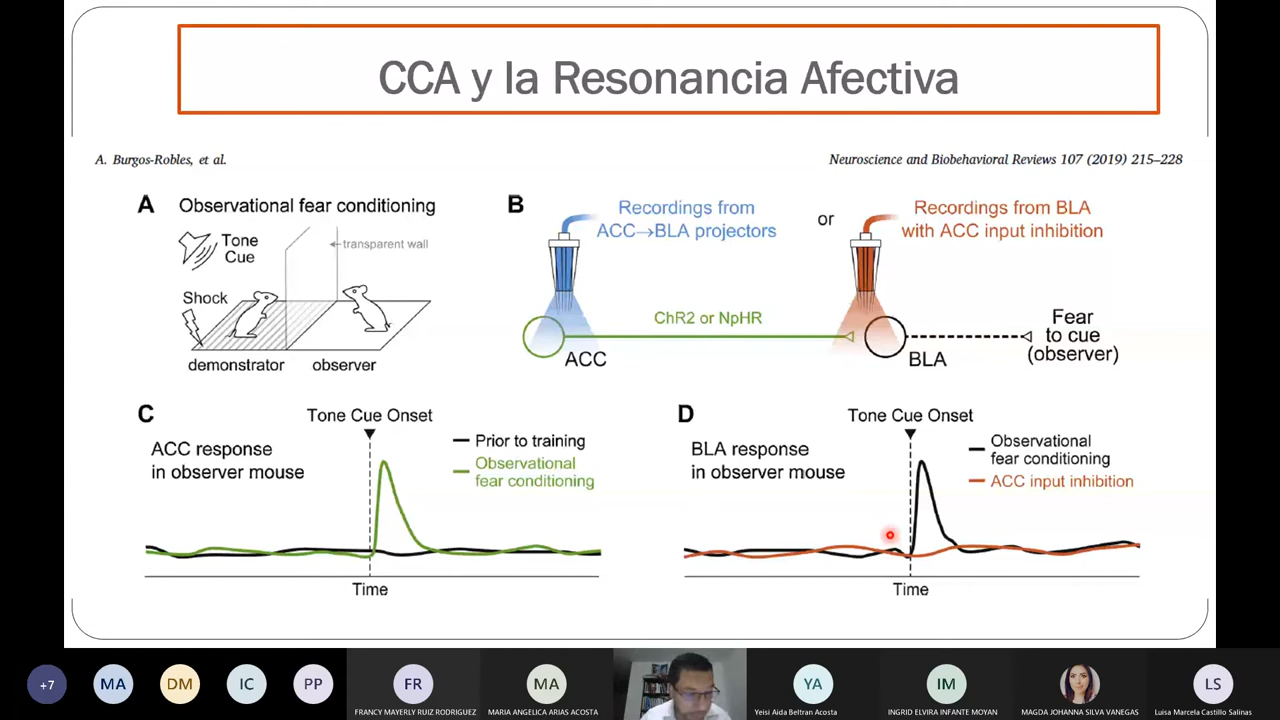 CCA y la Resonancia Afectiva
A. Burgos-Robles, et al.
Neuroscience and Biobehavioral Reviews 107 (2019) 215–228
A
Observational fear conditioning
Tone
Cue
transparent wall
Shock
demonstrator
observer
B
Recordings from
ACC→BLA projectors
or
Recordings from BLA
with ACC input inhibition
ChR2 or NpHR
ACC
BLA
Fear
to cue
(observer)
C
Tone Cue Onset
ACC response
in observer mouse
Prior to training
Observational
fear conditioning
Time
D
Tone Cue Onset
BLA response
in observer mouse
Observational
fear conditioning
ACC input inhibition
Time
+7
MA
DM
IC
PP
FR
FRANCY MAYERLY RUIZ RODRIGUEZ
MA
MARIA ANGELICA ARIAS ACOSTA
YA
Yeisi Aida Beltran Acosta
IM
INGRID ELVIRA INFANTE MOYAN
MAGDA JOHANNA SILVA VANEGAS
LS
Luisa Marcela Castillo Salinas